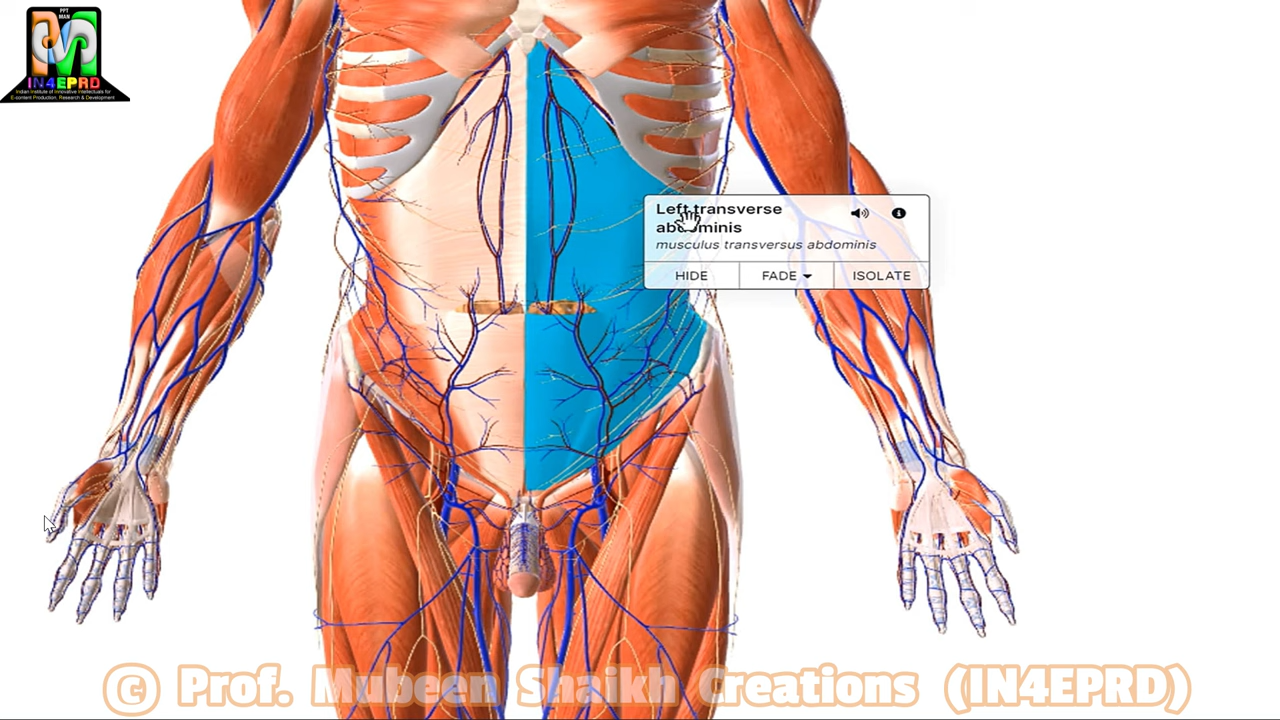 PPT
MAN
IN4EPRD
Indian Institute of Innovative Intellectuals for
E-content Production, Research & Development
Left transverse
abdominis
musculus transversus abdominis
HIDE FADE ISOLATE
© Prof. Mubeen Shaikh Creations (IN4EPRD)